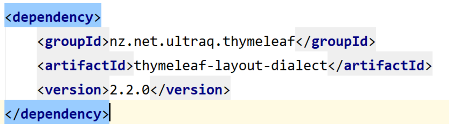 <dependency>
<groupId>nz.net.ultraq.thymeleaf</groupId>
<artifactId>thymeleaf-layout-dialect</artifactId>
<version>2.2.0</version>
</dependency>